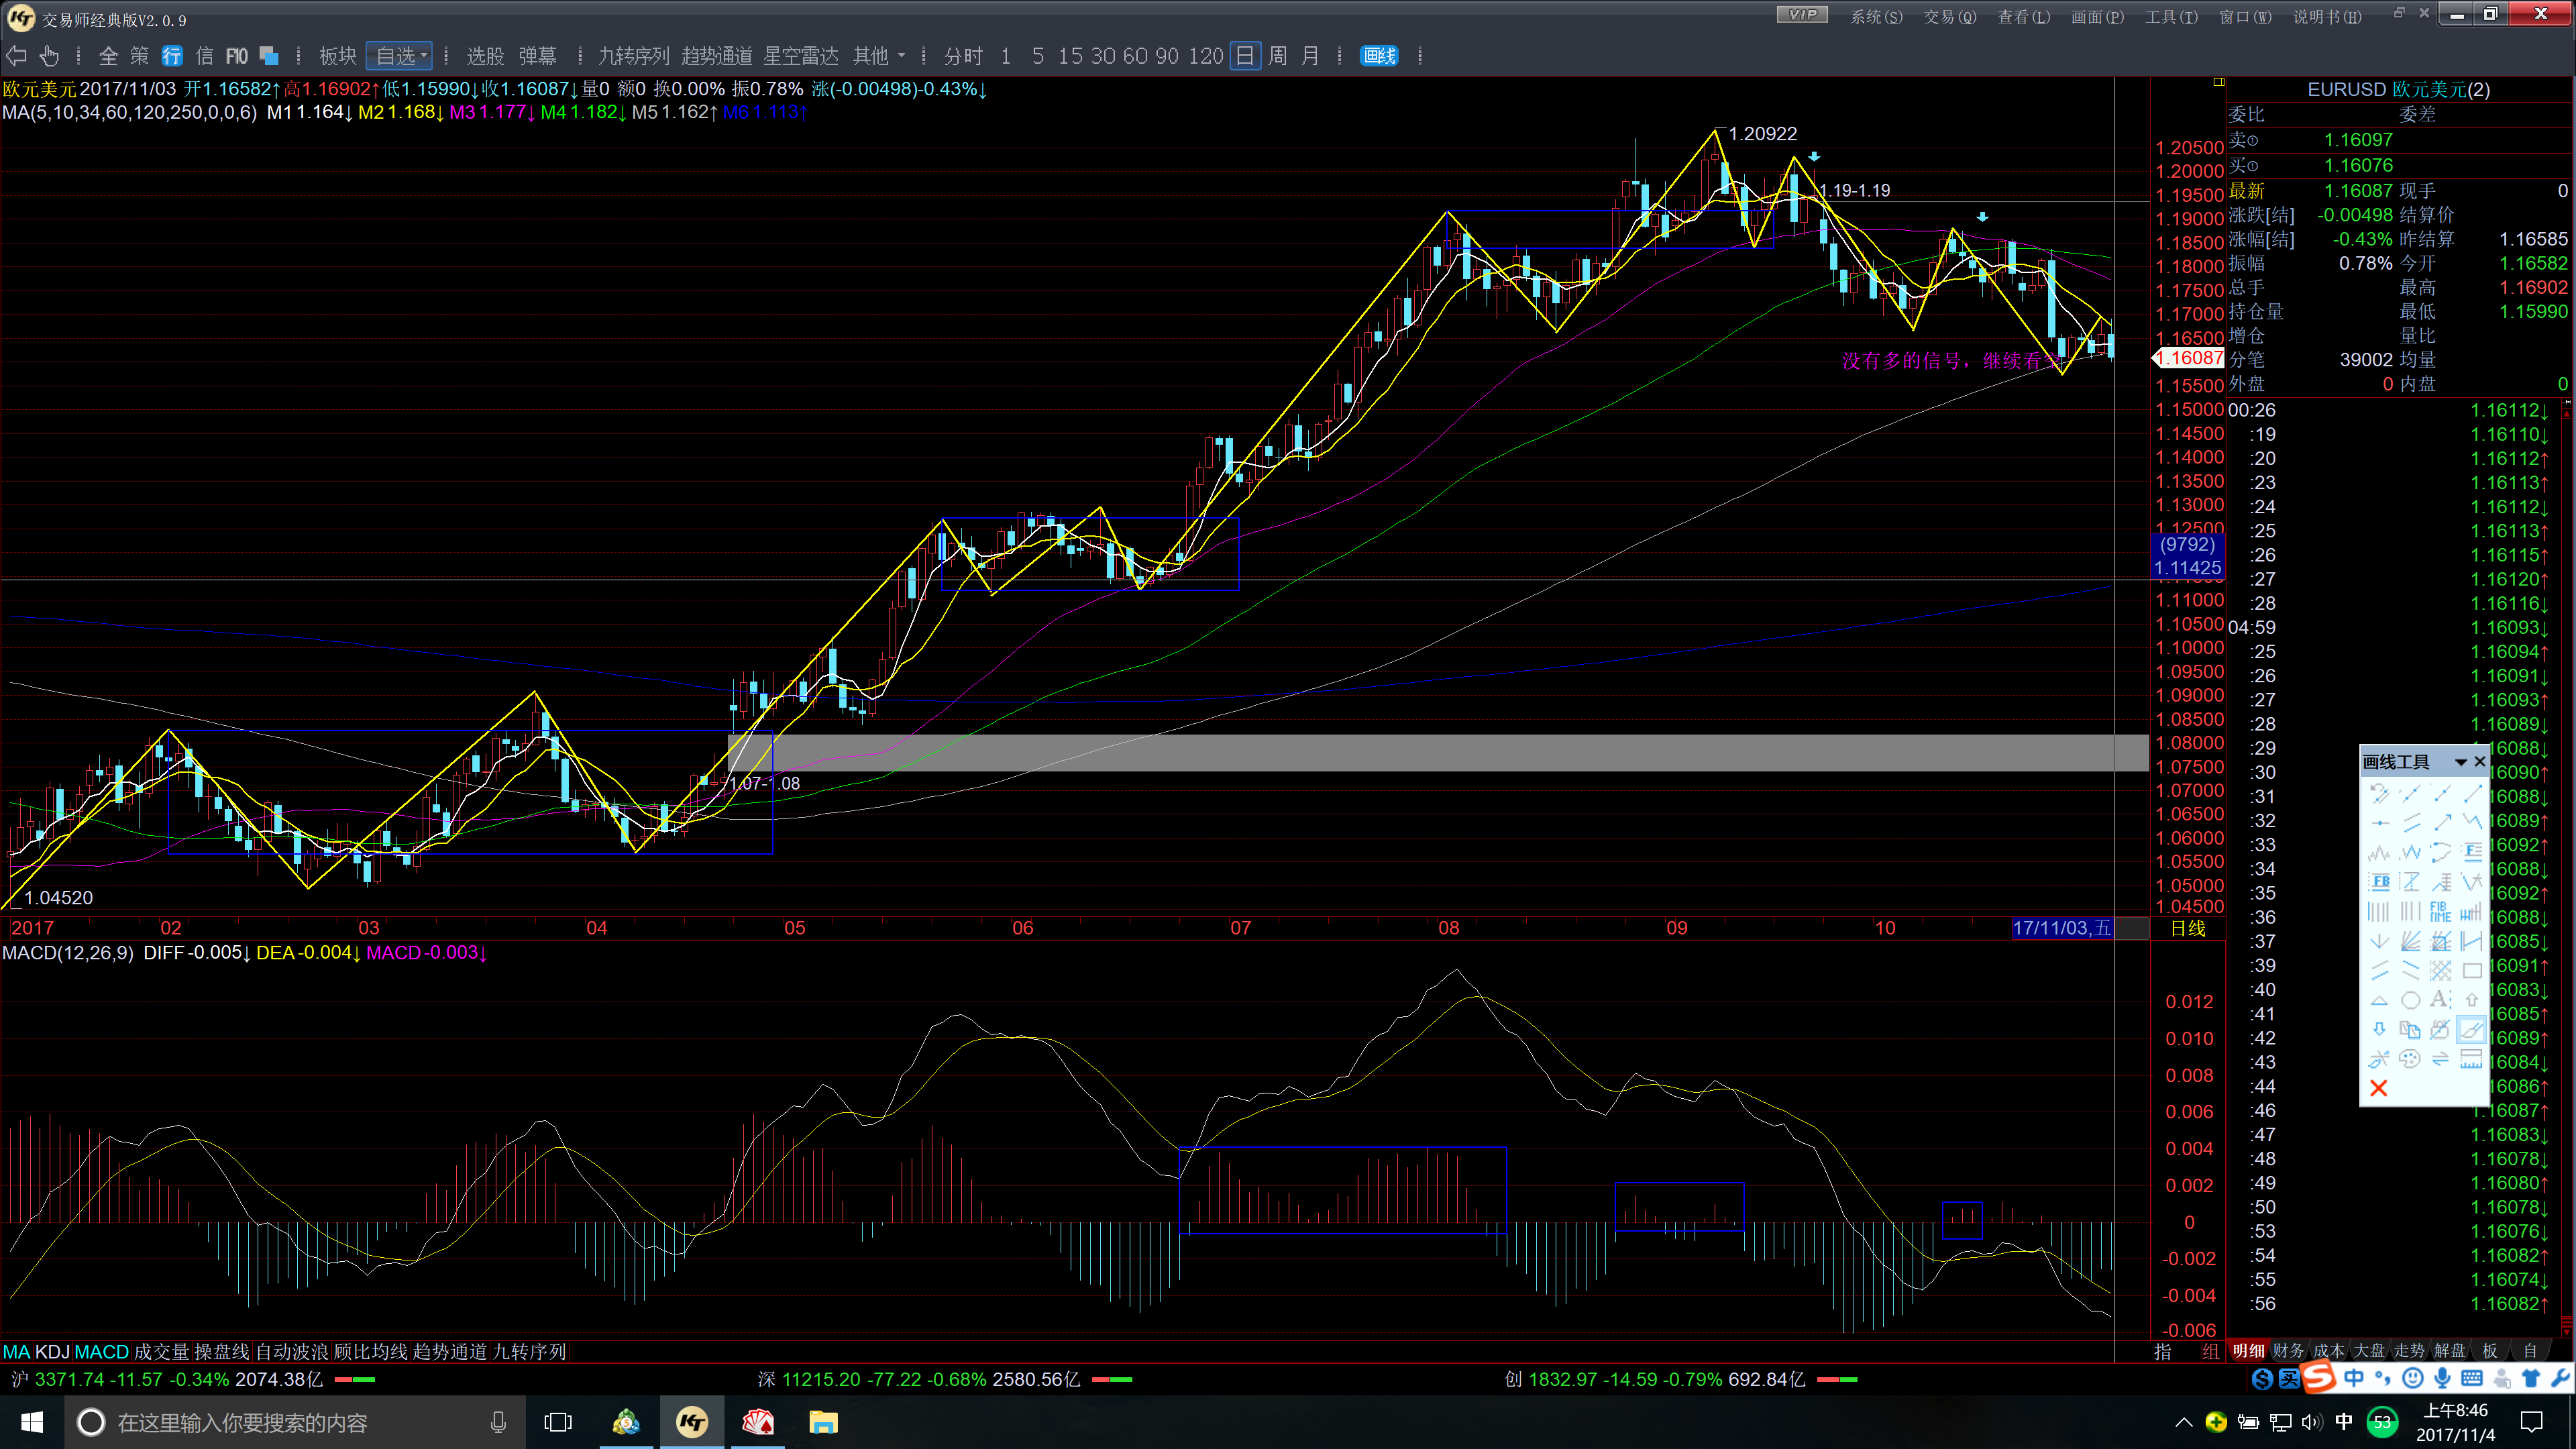 交易师经典版V2.0.9
VIP 系统(S) 交易(Q) 查看(L) 画面(P) 工具(T) 窗口(W) 说明书(H)
全 策 行 信 F10 板块 自选 选股 弹幕 九转序列 趋势通道 星空雷达 其他 分时 1 5 15 30 60 90 120 日 周 月 画线
欧元美元 2017/11/03 开1.16582↑高1.16902↑低1.15990↓收1.16087↓量0 额0 换0.00% 振0.78% 涨(-0.00498)-0.43%↓
MA(5,10,34,60,120,250,0,0,6) M1 1.164↓ M2 1.168↓ M3 1.177↓ M4 1.182↓ M5 1.162↑ M6 1.113↑
1.20922
1.19-1.19
没有多的信号，继续看空
1.07-1.08
1.04520
1.20500
1.20000
1.19500
1.19000
1.18500
1.18000
1.17500
1.17000
1.16500
1.16087
1.15500
1.15000
1.14500
1.14000
1.13500
1.13000
1.12500
(9792)
1.11425
1.11000
1.10500
1.10000
1.09500
1.09000
1.08500
1.08000
1.07500
1.07000
1.06500
1.06000
1.05500
1.05000
1.04500
2017 02 03 04 05 06 07 08 09 10 17/11/03,五 日线
MACD(12,26,9) DIFF-0.005↓ DEA-0.004↓ MACD-0.003↓
0.012
0.010
0.008
0.006
0.004
0.002
0
-0.002
-0.004
-0.006
MA KDJ MACD 成交量 操盘线 自动波浪 顾比均线 趋势通道 九转序列 指 组
EURUSD 欧元美元(2)
委比 委差
卖① 1.16097
买① 1.16076
最新 1.16087 现手 0
涨跌[结] -0.00498 结算价
涨幅[结] -0.43% 昨结算 1.16585
振幅 0.78% 今开 1.16582
总手 最高 1.16902
持仓量 最低 1.15990
增仓 量比
分笔 39002 均量
外盘 0 内盘 0
00:26 1.16112↓
:19 1.16110↓
:20 1.16112↑
:23 1.16113↑
:24 1.16112↓
:25 1.16113↑
:26 1.16115↑
:27 1.16120↑
:28 1.16116↓
04:59 1.16093↓
:25 1.16094↑
:26 1.16091↓
:27 1.16093↑
:28 1.16089↓
:29 16088↓
:30 16090↑
:31 16088↓
:32 16089↑
:33 16092↑
:34 16088↓
:35 16092↑
:36 16088↓
:37 16085↓
:39 16091↑
:40 16083↓
:41 16085↑
:42 16089↑
:43 16084↓
:44 16086↑
:46 1.16087↑
:47 1.16083↓
:48 1.16078↓
:49 1.16080↑
:50 1.16078↓
:53 1.16076↓
:54 1.16082↑
:55 1.16074↓
:56 1.16082↑
画线工具
FB
FIB TIME
A
明细 财务 成本 大盘 走势 解盘 板 自
沪 3371.74 -11.57 -0.34% 2074.38亿
深 11215.20 -77.22 -0.68% 2580.56亿
创 1832.97 -14.59 -0.79% 692.84亿
买 中
在这里输入你要搜索的内容
中 53 上午8:46
2017/11/4